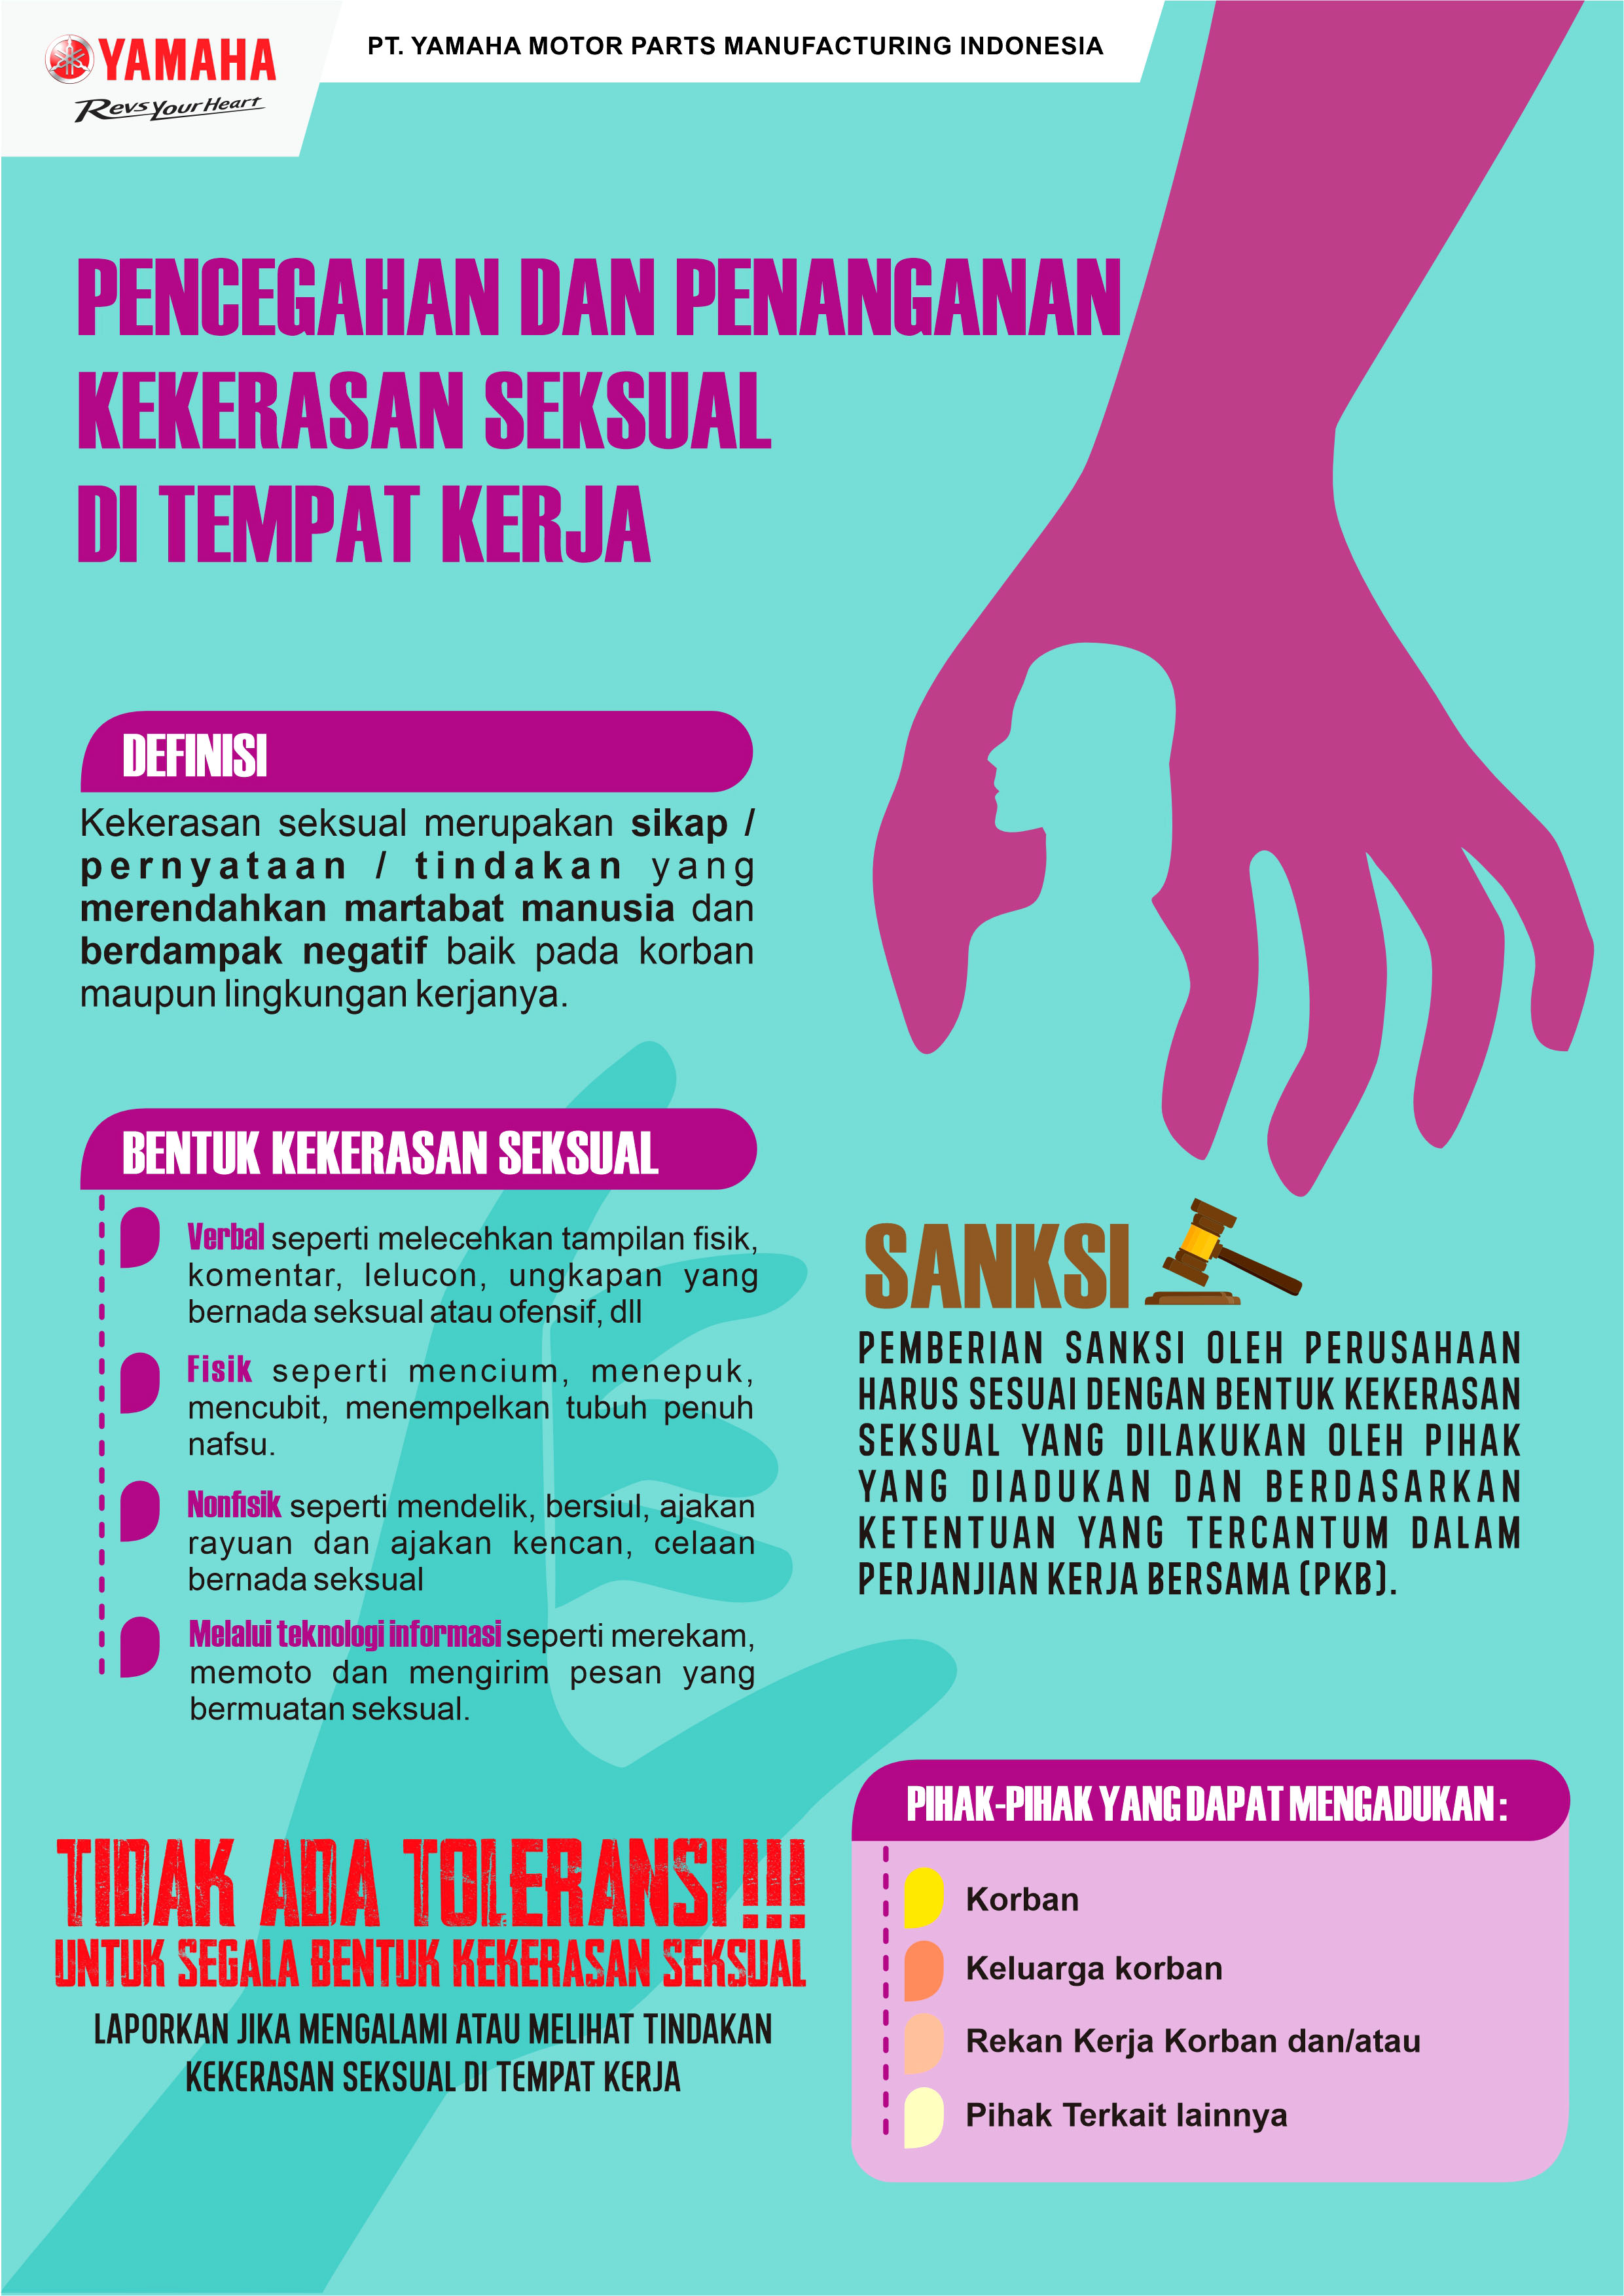 YAMAHA
Revs Your Heart
PT. YAMAHA MOTOR PARTS MANUFACTURING INDONESIA
PENCEGAHAN DAN PENANGANAN
KEKERASAN SEKSUAL
DI TEMPAT KERJA
DEFINISI
Kekerasan seksual merupakan sikap /
pernyataan / tindakan yang
merendahkan martabat manusia dan
berdampak negatif baik pada korban
maupun lingkungan kerjanya.
BENTUK KEKERASAN SEKSUAL
Verbal seperti melecehkan tampilan fisik,
komentar, lelucon, ungkapan yang
bernada seksual atau ofensif, dll
Fisik seperti mencium, menepuk,
mencubit, menempelkan tubuh penuh
nafsu.
Nonfisik seperti mendelik, bersiul, ajakan
rayuan dan ajakan kencan, celaan
bernada seksual
Melalui teknologi informasi seperti merekam,
memoto dan mengirim pesan yang
bermuatan seksual.
TIDAK ADA TOLERANSI!!!
UNTUK SEGALA BENTUK KEKERASAN SEKSUAL
LAPORKAN JIKA MENGALAMI ATAU MELIHAT TINDAKAN
KEKERASAN SEKSUAL DI TEMPAT KERJA
SANKSI
PEMBERIAN SANKSI OLEH PERUSAHAAN
HARUS SESUAI DENGAN BENTUK KEKERASAN
SEKSUAL YANG DILAKUKAN OLEH PIHAK
YANG DIADUKAN DAN BERDASARKAN
KETENTUAN YANG TERCANTUM DALAM
PERJANJIAN KERJA BERSAMA (PKB).
PIHAK-PIHAK YANG DAPAT MENGADUKAN :
Korban
Keluarga korban
Rekan Kerja Korban dan/atau
Pihak Terkait lainnya